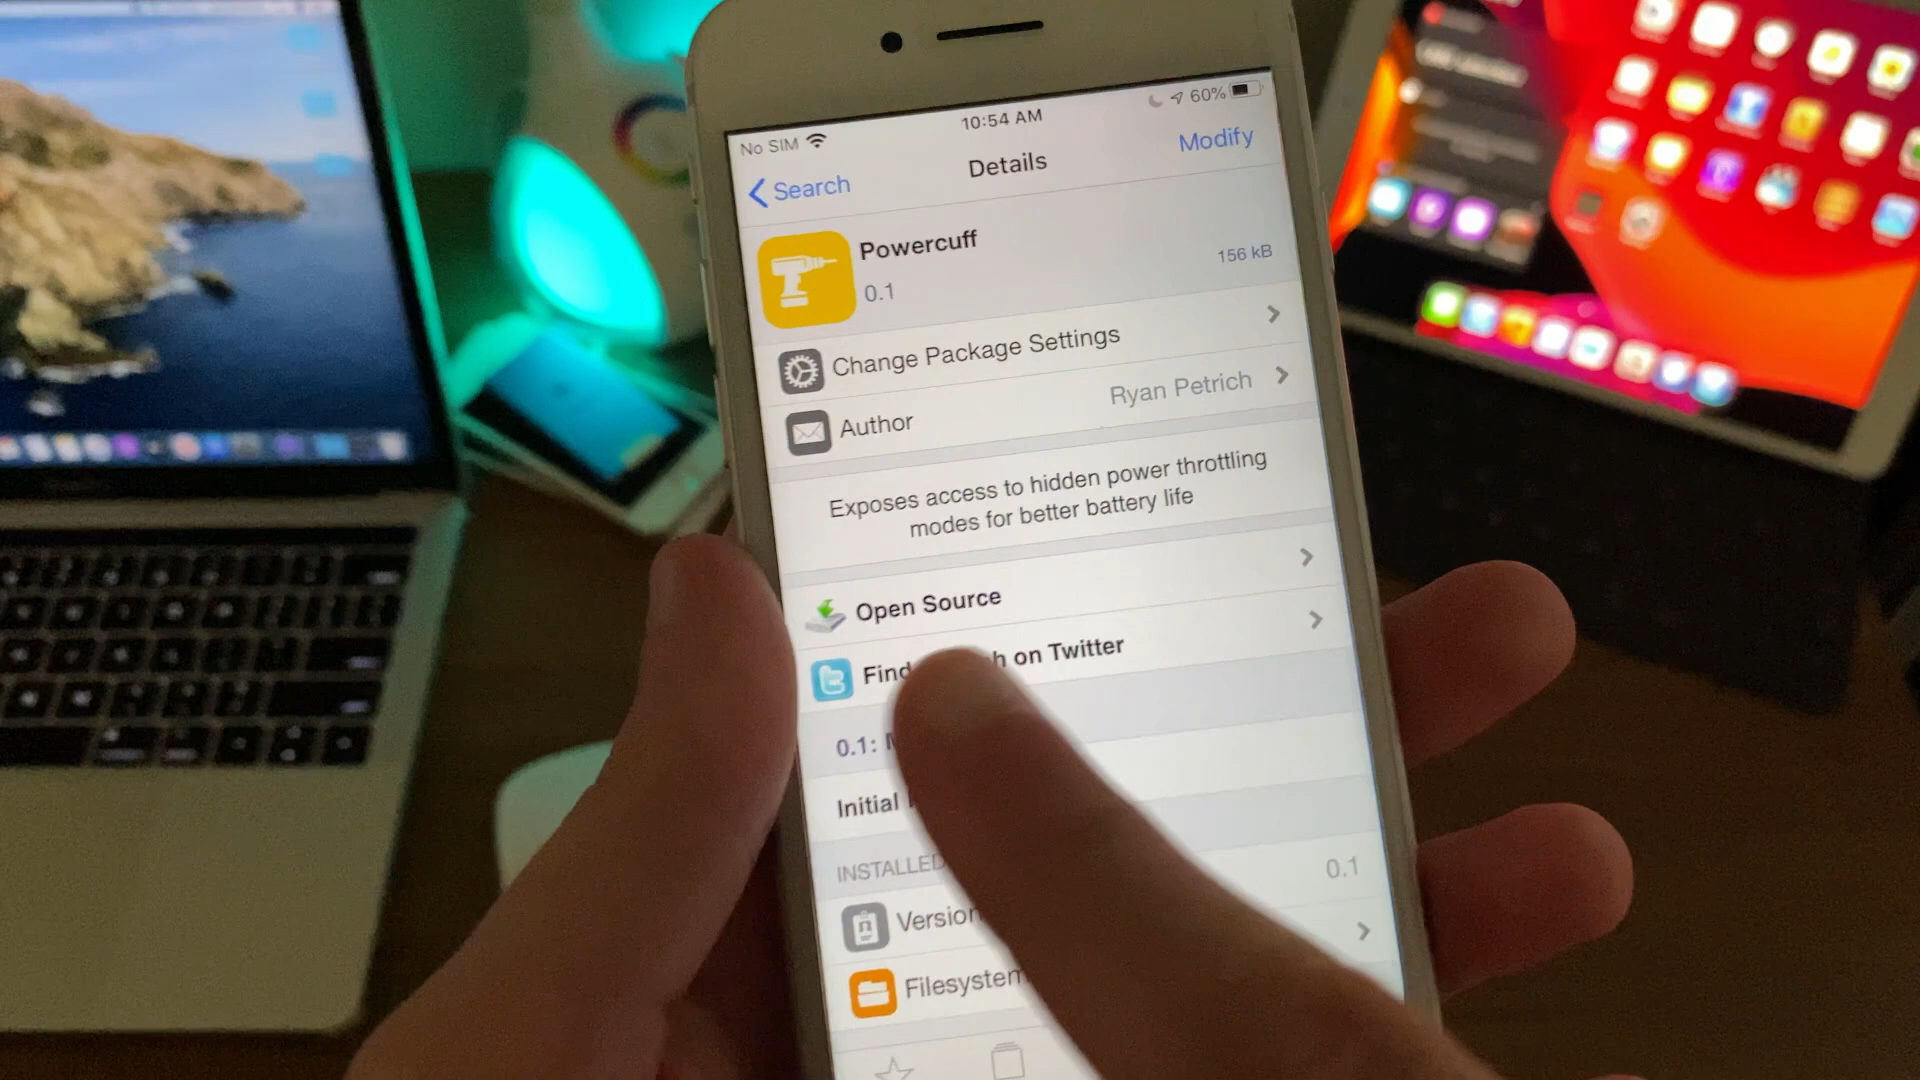 No SIM 10:54 AM 60%
Search Details Modify
Powercuff
0.1 156 kB
Change Package Settings
Author Ryan Petrich
Exposes access to hidden power throttling
modes for better battery life
Open Source
Find on Twitter
0.1:
Initial
INSTALLED
Version 0.1
Filesystem